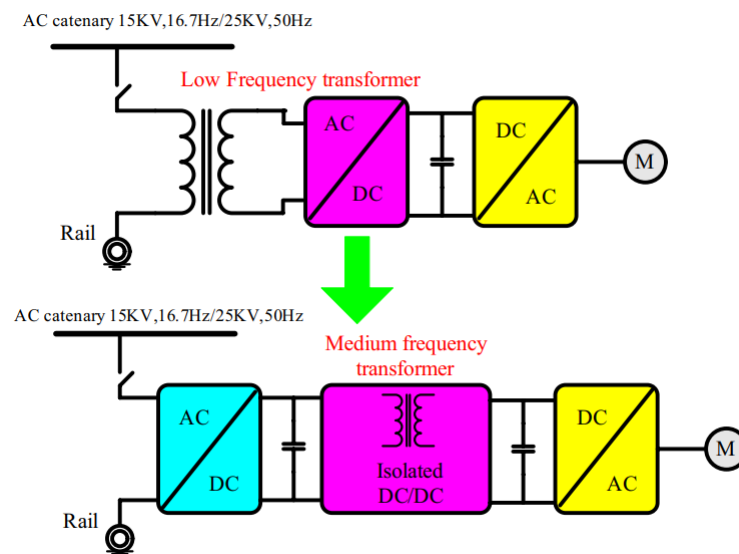 AC catenary 15KV,16.7Hz/25KV,50Hz
Low Frequency transformer
AC
DC
DC
AC
M
Rail
AC catenary 15KV,16.7Hz/25KV,50Hz
Medium frequency
transformer
AC
DC
Isolated
DC/DC
DC
AC
M
Rail